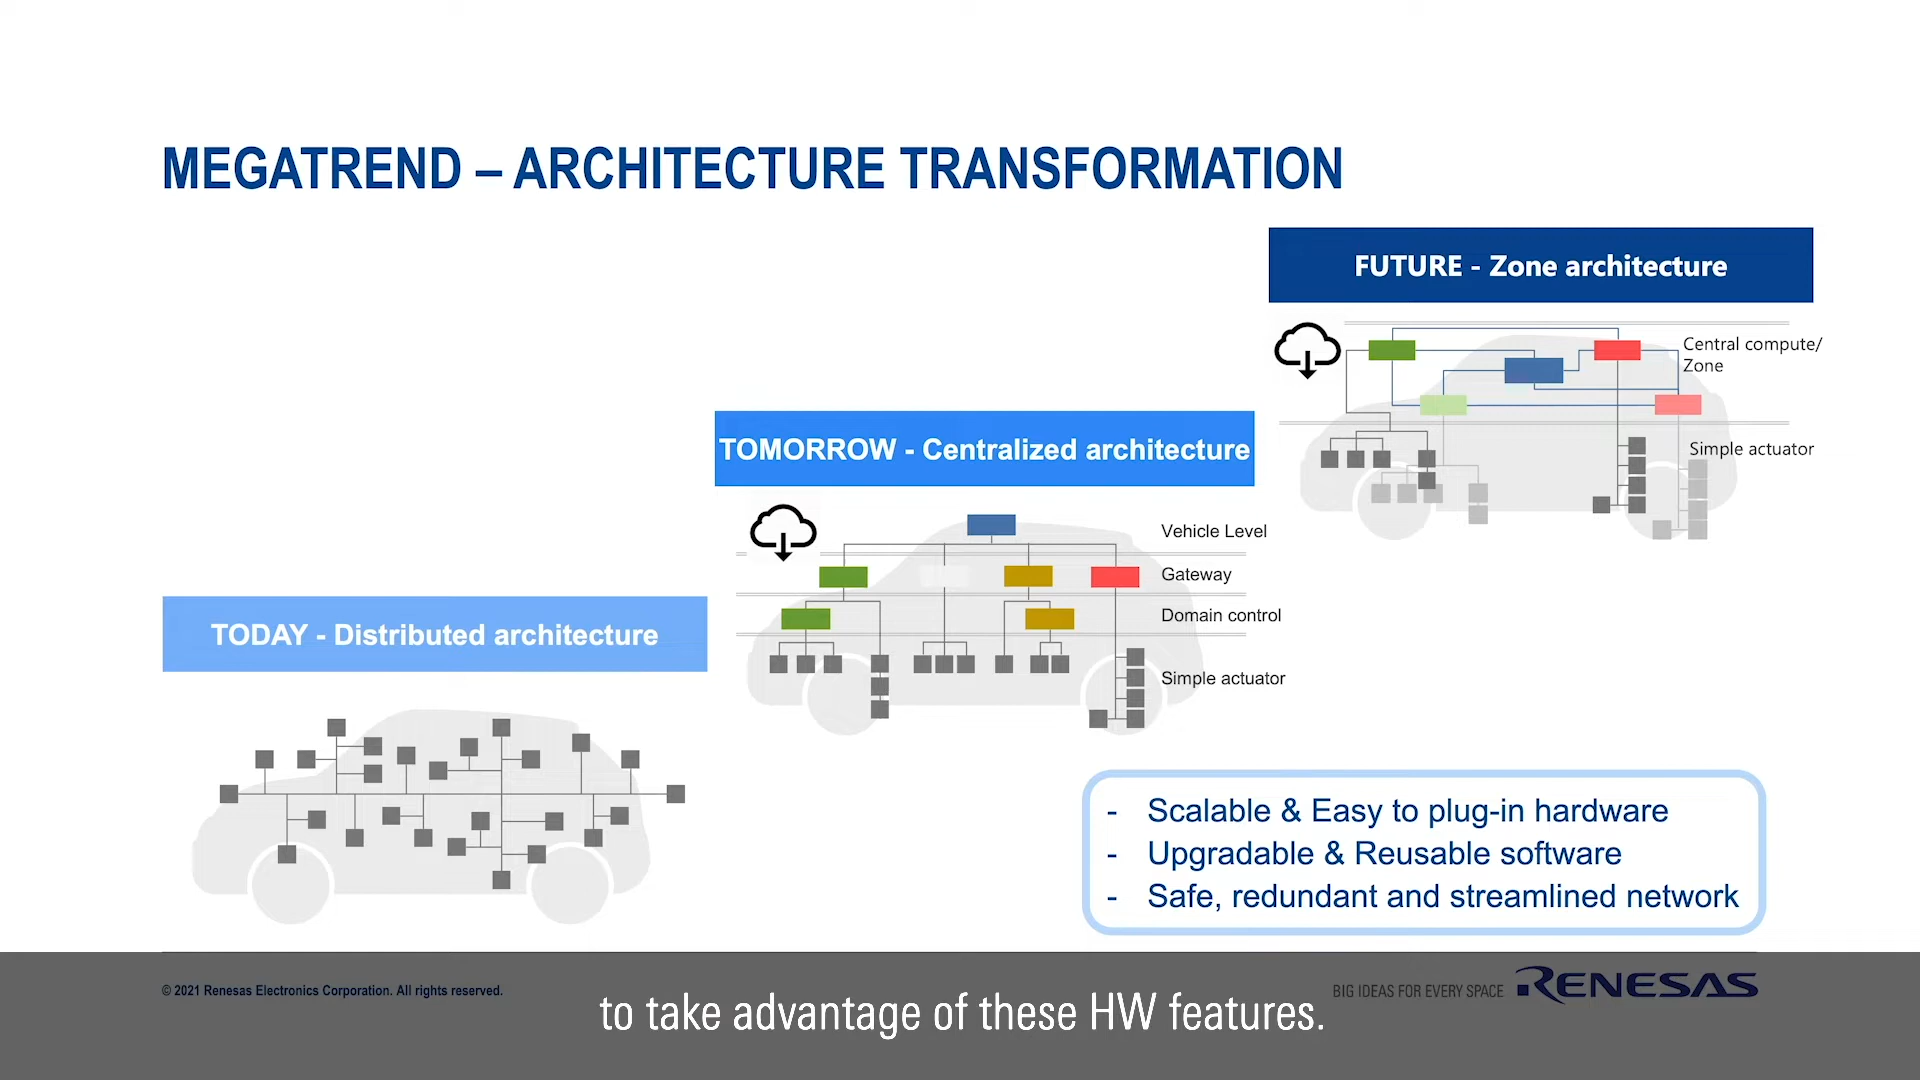 MEGATREND – ARCHITECTURE TRANSFORMATION
FUTURE - Zone architecture
Central compute/
Zone
Simple actuator
TOMORROW - Centralized architecture
Vehicle Level
Gateway
Domain control
Simple actuator
TODAY - Distributed architecture
- Scalable & Easy to plug-in hardware
- Upgradable & Reusable software
- Safe, redundant and streamlined network
© 2021 Renesas Electronics Corporation. All rights reserved.
BIG IDEAS FOR EVERY SPACE RENESAS
to take advantage of these HW features.